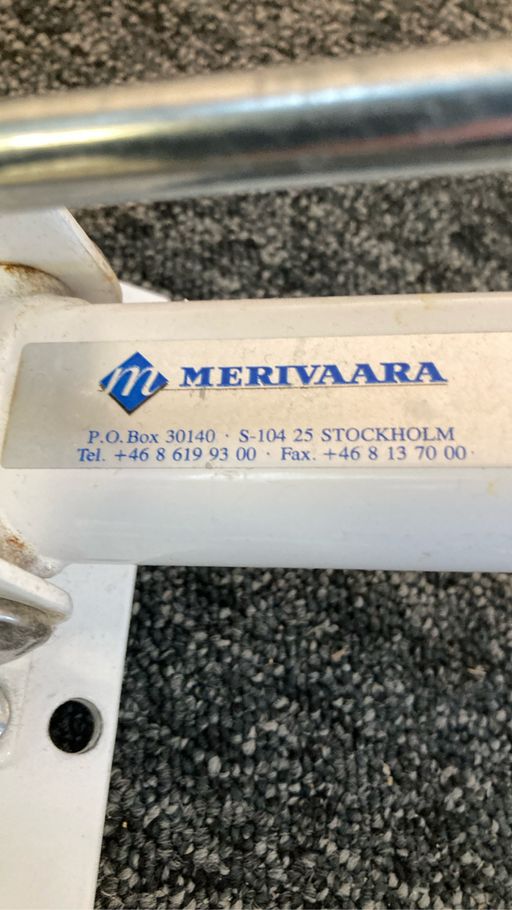 m MERIVAARA
P.O. Box 30140 · S-104 25 STOCKHOLM
Tel. +46 8 619 93 00 · Fax. +46 8 13 70 00 ·